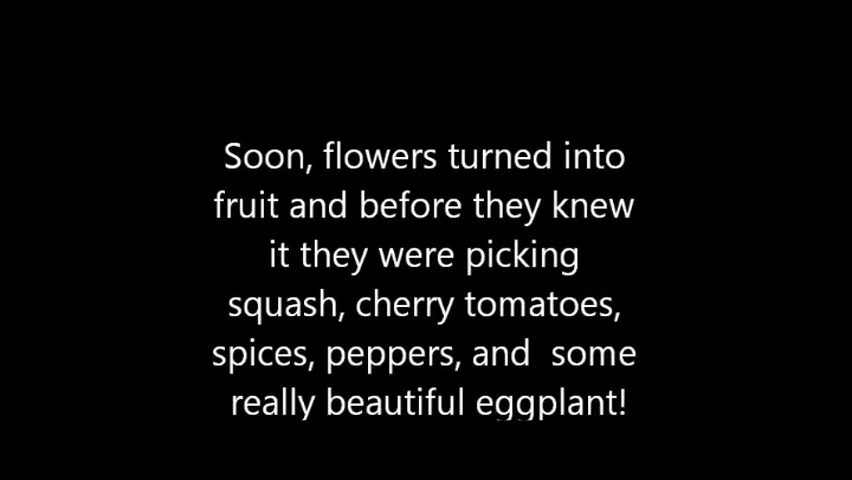 Soon, flowers turned into
fruit and before they knew
it they were picking
squash, cherry tomatoes,
spices, peppers, and  some
really beautiful eggplant!